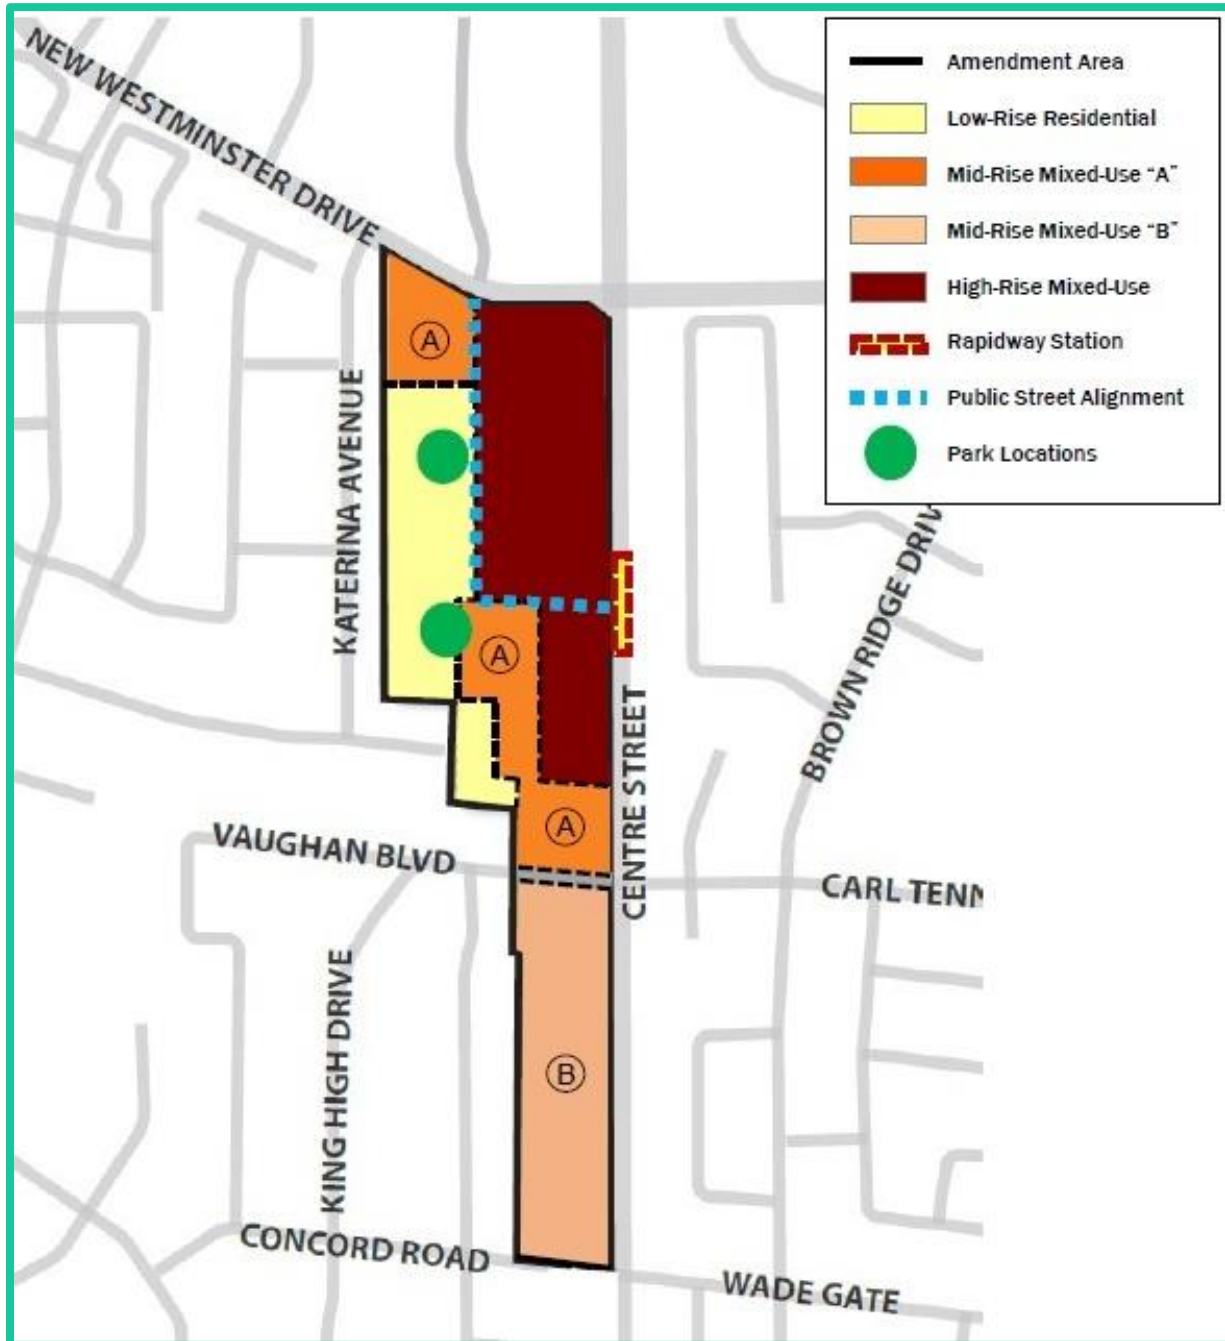 NEW WESTMINSTER DRIVE
Amendment Area
Low-Rise Residential
Mid-Rise Mixed-Use "A"
Mid-Rise Mixed-Use "B"
High-Rise Mixed-Use
Rapidway Station
Public Street Alignment
Park Locations
A
KATERINA AVENUE
A
BROWN RIDGE DRIV
CENTRE STREET
A
VAUGHAN BLVD
CARL TENN
KING HIGH DRIVE
B
CONCORD ROAD
WADE GATE